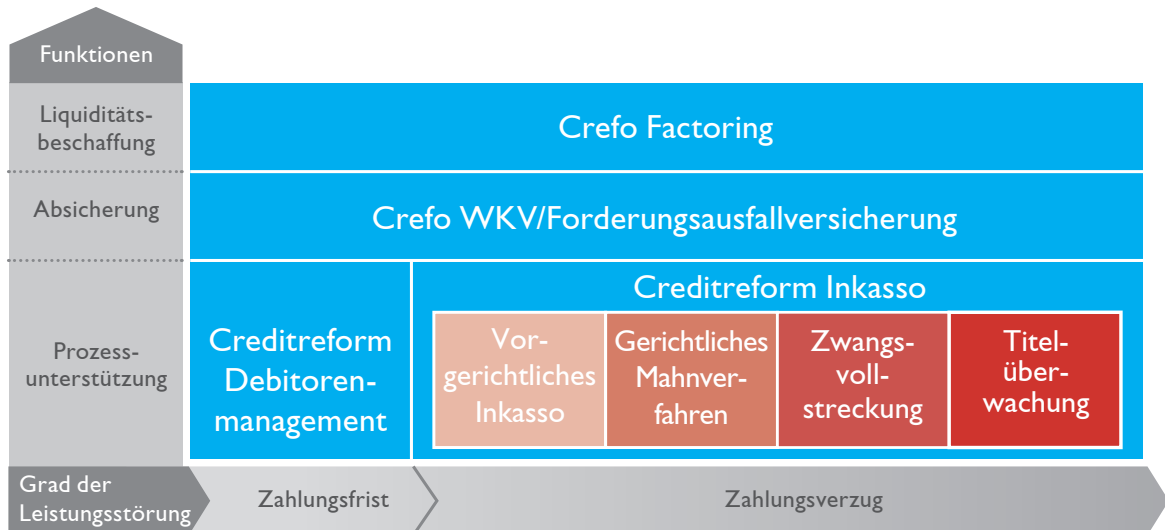 Funktionen
Liquiditäts-
beschaffung
Crefo Factoring
Absicherung
Crefo WKV/Forderungsausfallversicherung
Prozess-
unterstützung
Creditreform
Debitoren-
management
Creditreform Inkasso
Vor-
gerichtliches
Inkasso
Gerichtliches
Mahnver-
fahren
Zwangs-
voll-
streckung
Titel-
über-
wachung
Grad der
Leistungsstörung
Zahlungsfrist
Zahlungsverzug